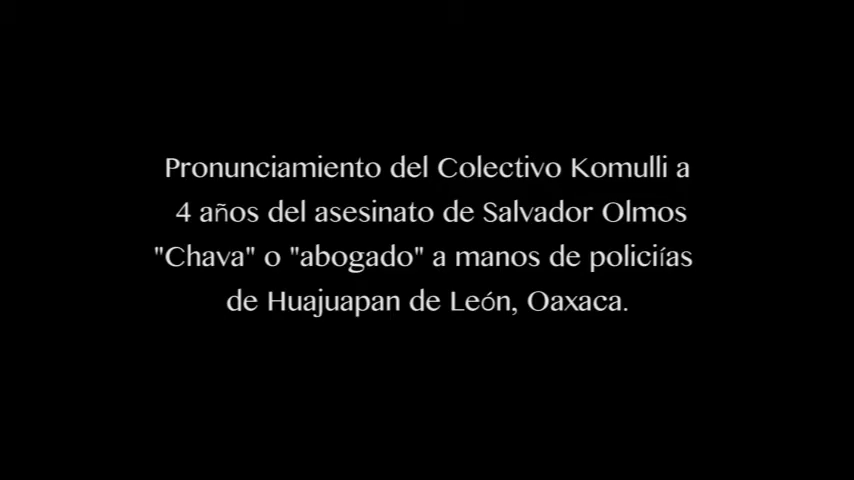 Pronunciamiento del Colectivo Komulli a
4 años del asesinato de Salvador Olmos
"Chava" o "abogado" a manos de policiías
de Huajuapan de León, Oaxaca.